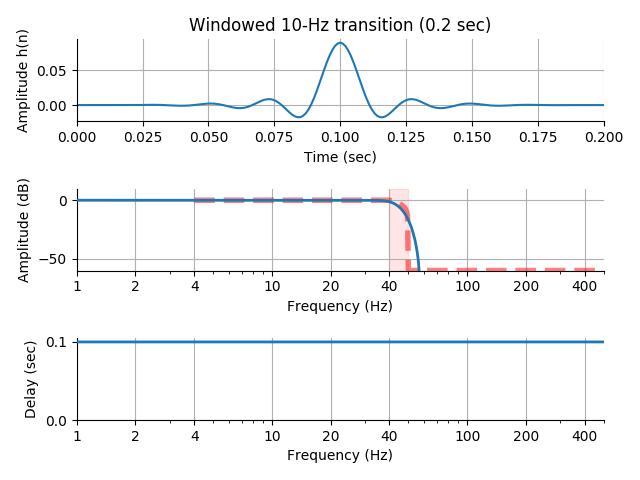 Windowed 10-Hz transition (0.2 sec)
Amplitude h(n)
0.05
0.00
0.000 0.025 0.050 0.075 0.100 0.125 0.150 0.175 0.200
Time (sec)
Amplitude (dB)
0
−50
1 2 4 10 20 40 100 200 400
Frequency (Hz)
Delay (sec)
0.1
0.0
1 2 4 10 20 40 100 200 400
Frequency (Hz)